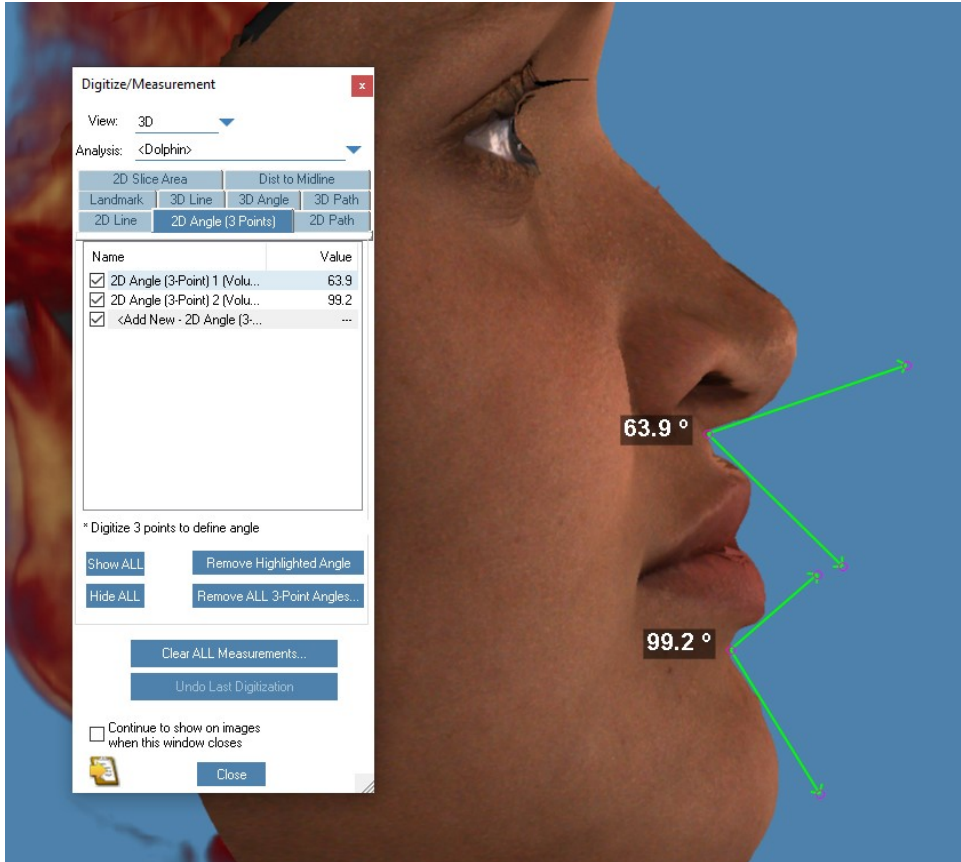 Digitize/Measurement
x
View: 3D
Analysis: <Dolphin>
2D Slice Area Dist to Midline
Landmark 3D Line 3D Angle 3D Path
2D Line 2D Angle (3 Points) 2D Path
Name Value
2D Angle (3-Point) 1 (Volu... 63.9
2D Angle (3-Point) 2 (Volu... 99.2
<Add New - 2D Angle (3-... ---
* Digitize 3 points to define angle
Show ALL Remove Highlighted Angle
Hide ALL Remove ALL 3-Point Angles...
Clear ALL Measurements...
Undo Last Digitization
Continue to show on images
when this window closes
Close
63.9 º
99.2 º